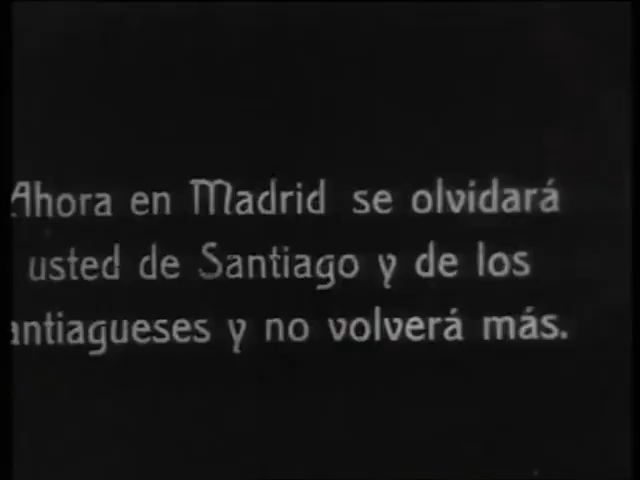 Ahora en Madrid se olvidará
usted de Santiago y de los
antiagueses y no volverá más.